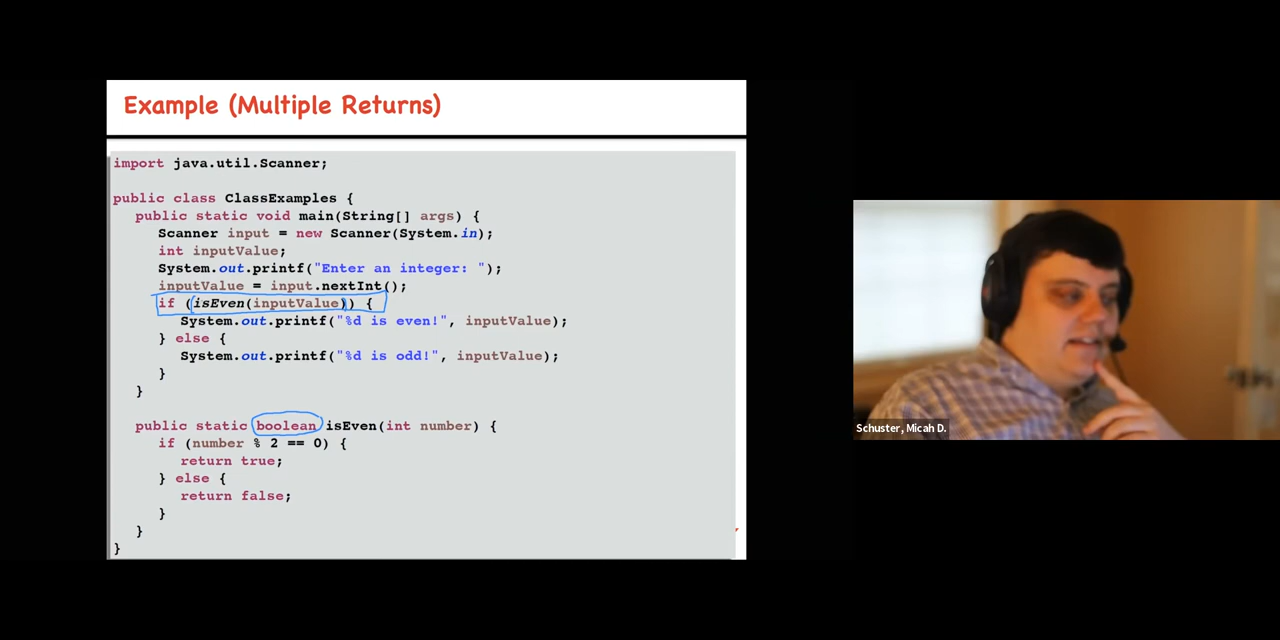 Example (Multiple Returns)
import java.util.Scanner;
public class ClassExamples {
public static void main(String[] args) {
Scanner input = new Scanner(System.in);
int inputValue;
System.out.printf("Enter an integer: ");
inputValue = input.nextInt();
if (isEven(inputValue)) {
System.out.printf("%d is even!", inputValue);
} else {
System.out.printf("%d is odd!", inputValue);
}
}
public static boolean isEven(int number) {
if (number % 2 == 0) {
return true;
} else {
return false;
}
}
}
Schuster, Micah D.